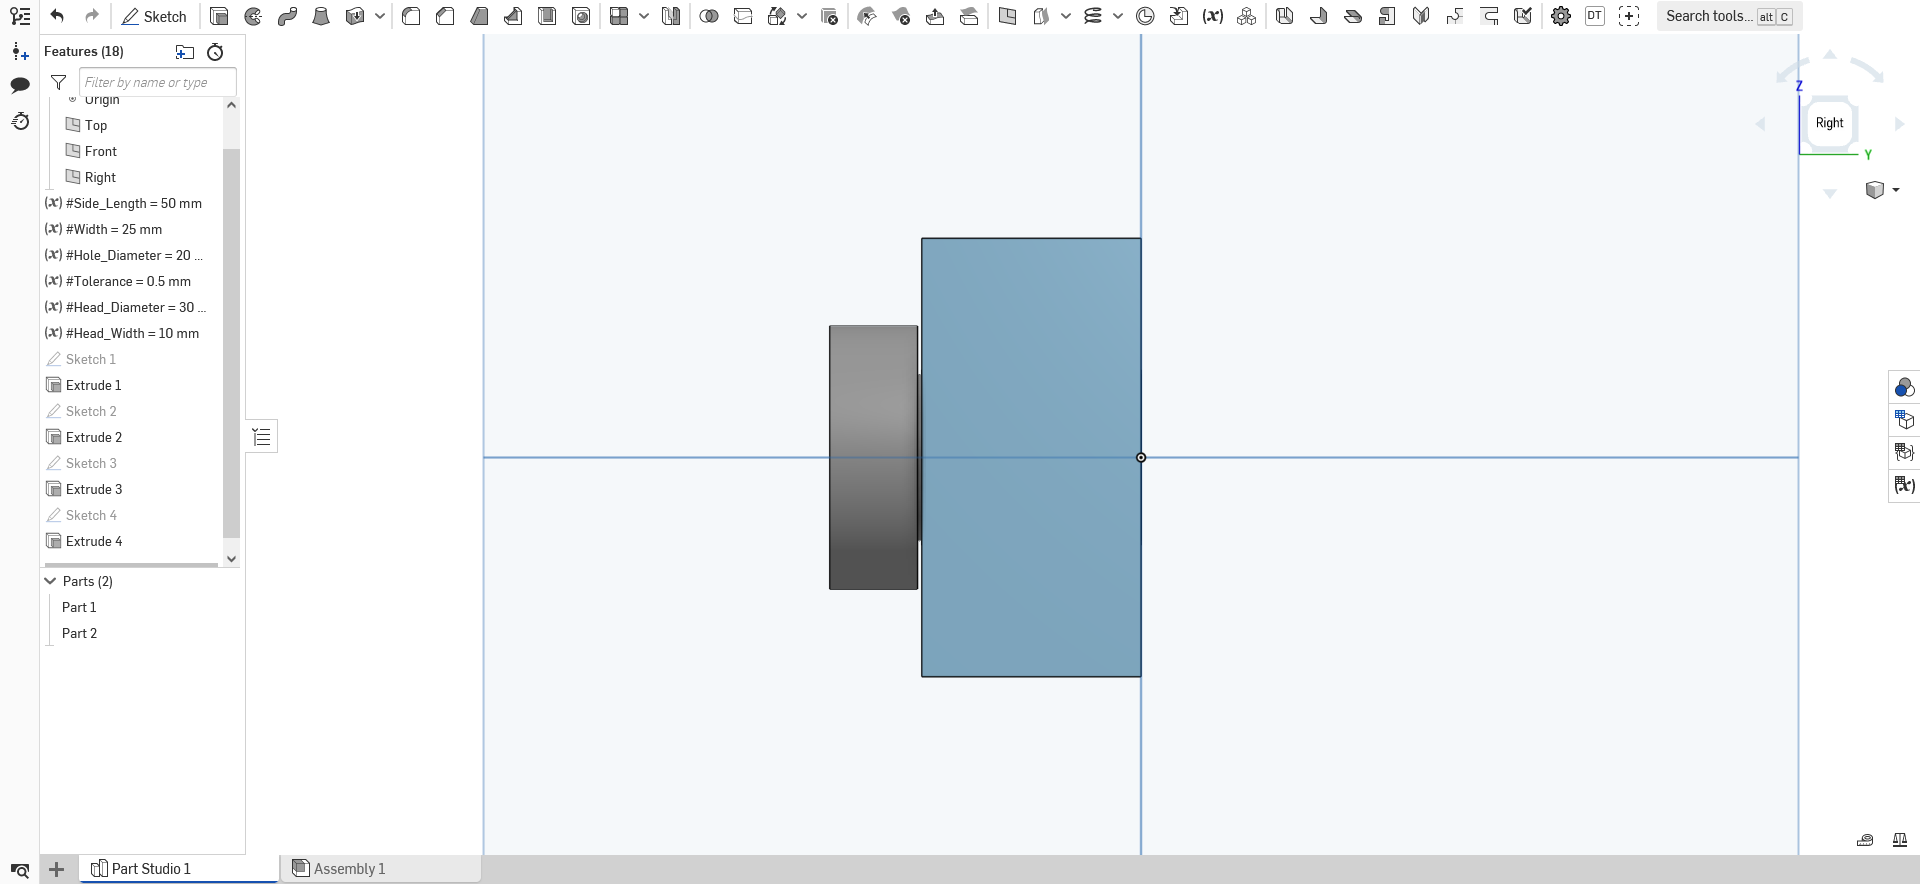 Sketch
Search tools... alt C
Features (18)
Filter by name or type
Origin
Top
Front
Right
(x) #Side_Length = 50 mm
(x) #Width = 25 mm
(x) #Hole_Diameter = 20 ...
(x) #Tolerance = 0.5 mm
(x) #Head_Diameter = 30 ...
(x) #Head_Width = 10 mm
Sketch 1
Extrude 1
Sketch 2
Extrude 2
Sketch 3
Extrude 3
Sketch 4
Extrude 4
Parts (2)
Part 1
Part 2
(x)
DT
Z
Right
Y
(x)
Part Studio 1
Assembly 1